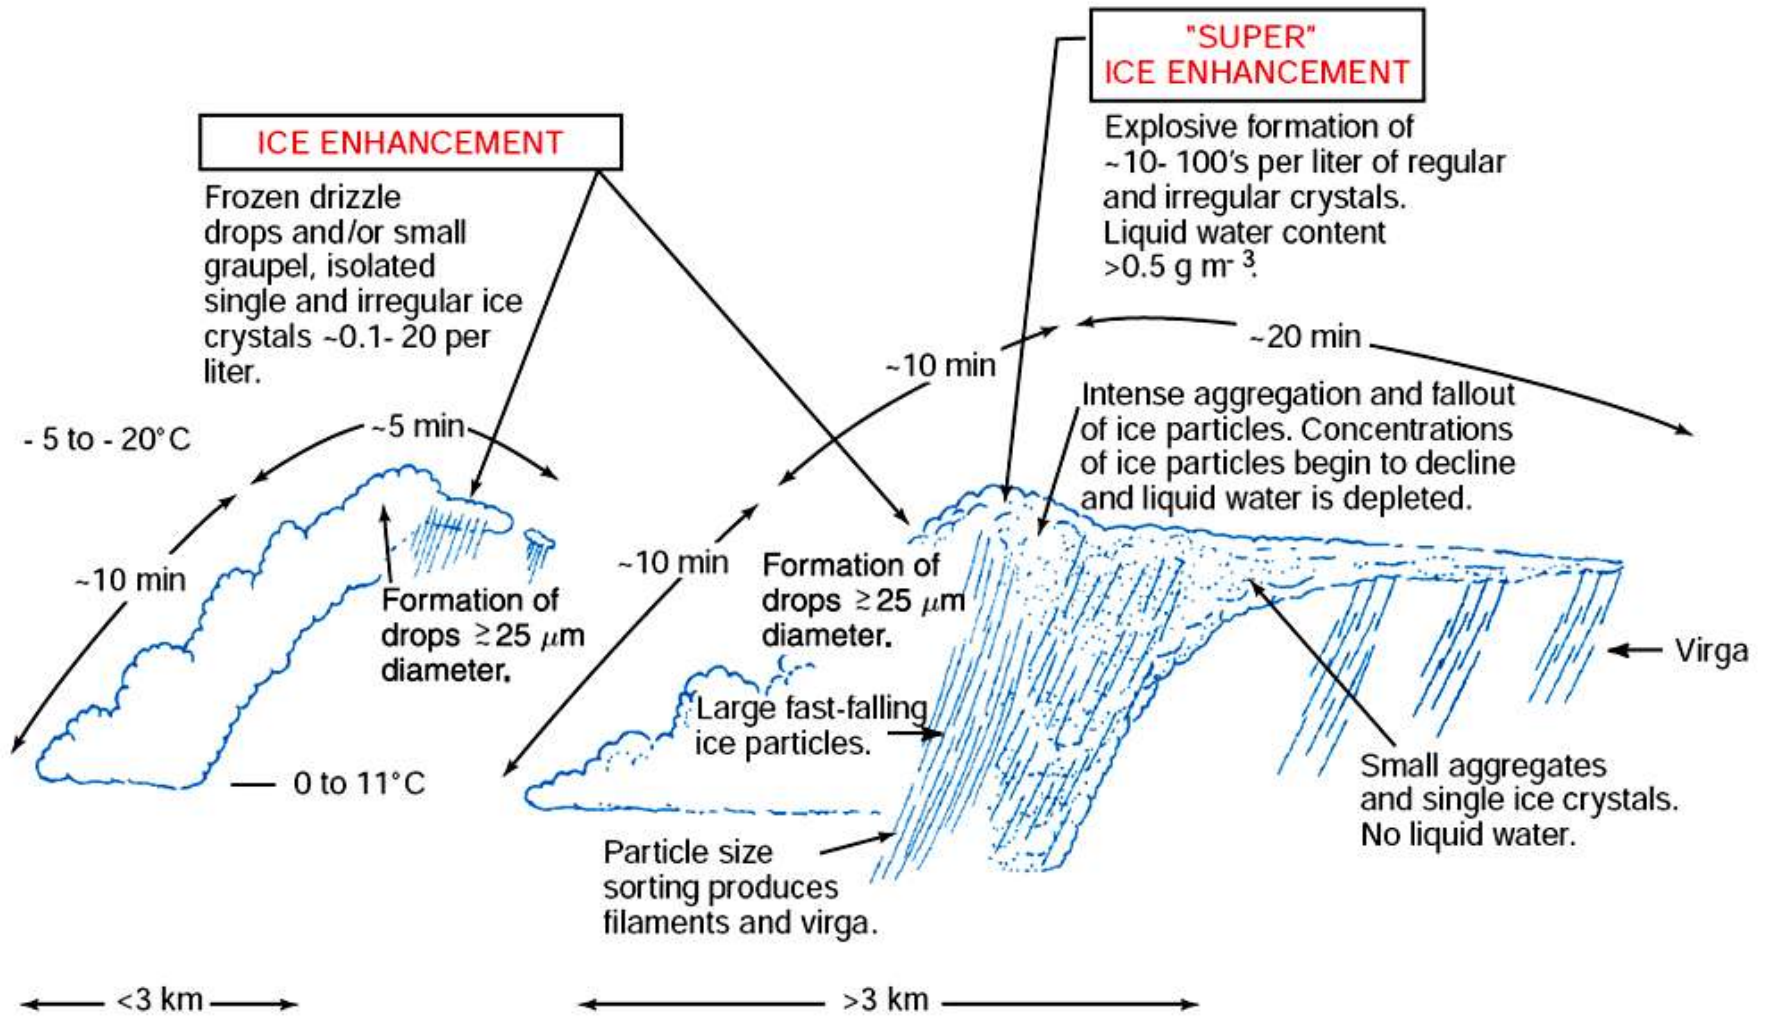 "SUPER"
ICE ENHANCEMENT
Explosive formation of
~10- 100's per liter of regular
and irregular crystals.
Liquid water content
>0.5 g m- 3.
ICE ENHANCEMENT
Frozen drizzle
drops and/or small
graupel, isolated
single and irregular ice
crystals ~0.1- 20 per
liter.
~20 min
~10 min
Intense aggregation and fallout
of ice particles. Concentrations
of ice particles begin to decline
and liquid water is depleted.
- 5 to - 20°C
~5 min
~10 min
~10 min
Formation of
drops ≳25 μm
diameter.
Formation of
drops ≳25 μm
diameter.
Virga
Large fast-falling
ice particles.
0 to 11°C
Small aggregates
and single ice crystals.
No liquid water.
Particle size
sorting produces
filaments and virga.
<3 km
>3 km